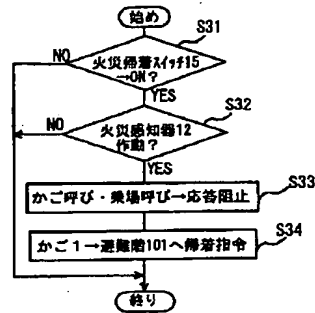 始め
S31
火災帰着スイッチ15
→ON?
NO
YES
S32
火災感知器12
作動?
NO
YES
S33
かご呼び・乗場呼び→応答阻止
S34
かご1→避難階101へ帰着指令
終り